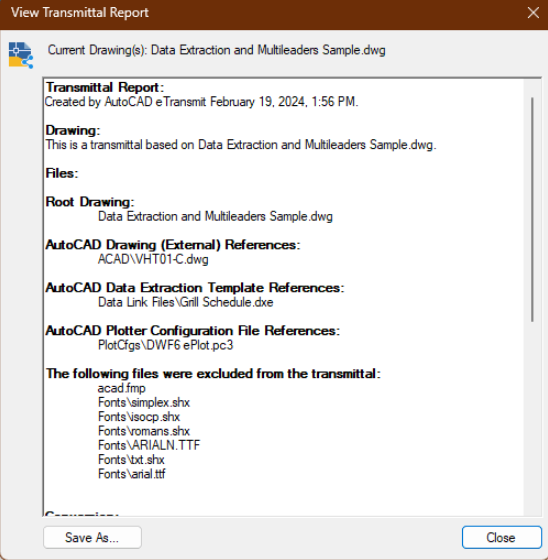 View Transmittal Report
Current Drawing(s): Data Extraction and Multileaders Sample.dwg
Transmittal Report:
Created by AutoCAD eTransmit February 19, 2024, 1:56 PM.
Drawing:
This is a transmittal based on Data Extraction and Multileaders Sample.dwg.
Files:
Root Drawing:
Data Extraction and Multileaders Sample.dwg
AutoCAD Drawing (External) References:
ACAD\VHT01-C.dwg
AutoCAD Data Extraction Template References:
Data Link Files\Grill Schedule.dxe
AutoCAD Plotter Configuration File References:
PlotCfgs\DWF6 ePlot.pc3
The following files were excluded from the transmittal:
acad.fmp
Fonts\simplex.shx
Fonts\isocp.shx
Fonts\romans.shx
Fonts\ARIALN.TTF
Fonts\txt.shx
Fonts\arial.ttf
Save As...
Close